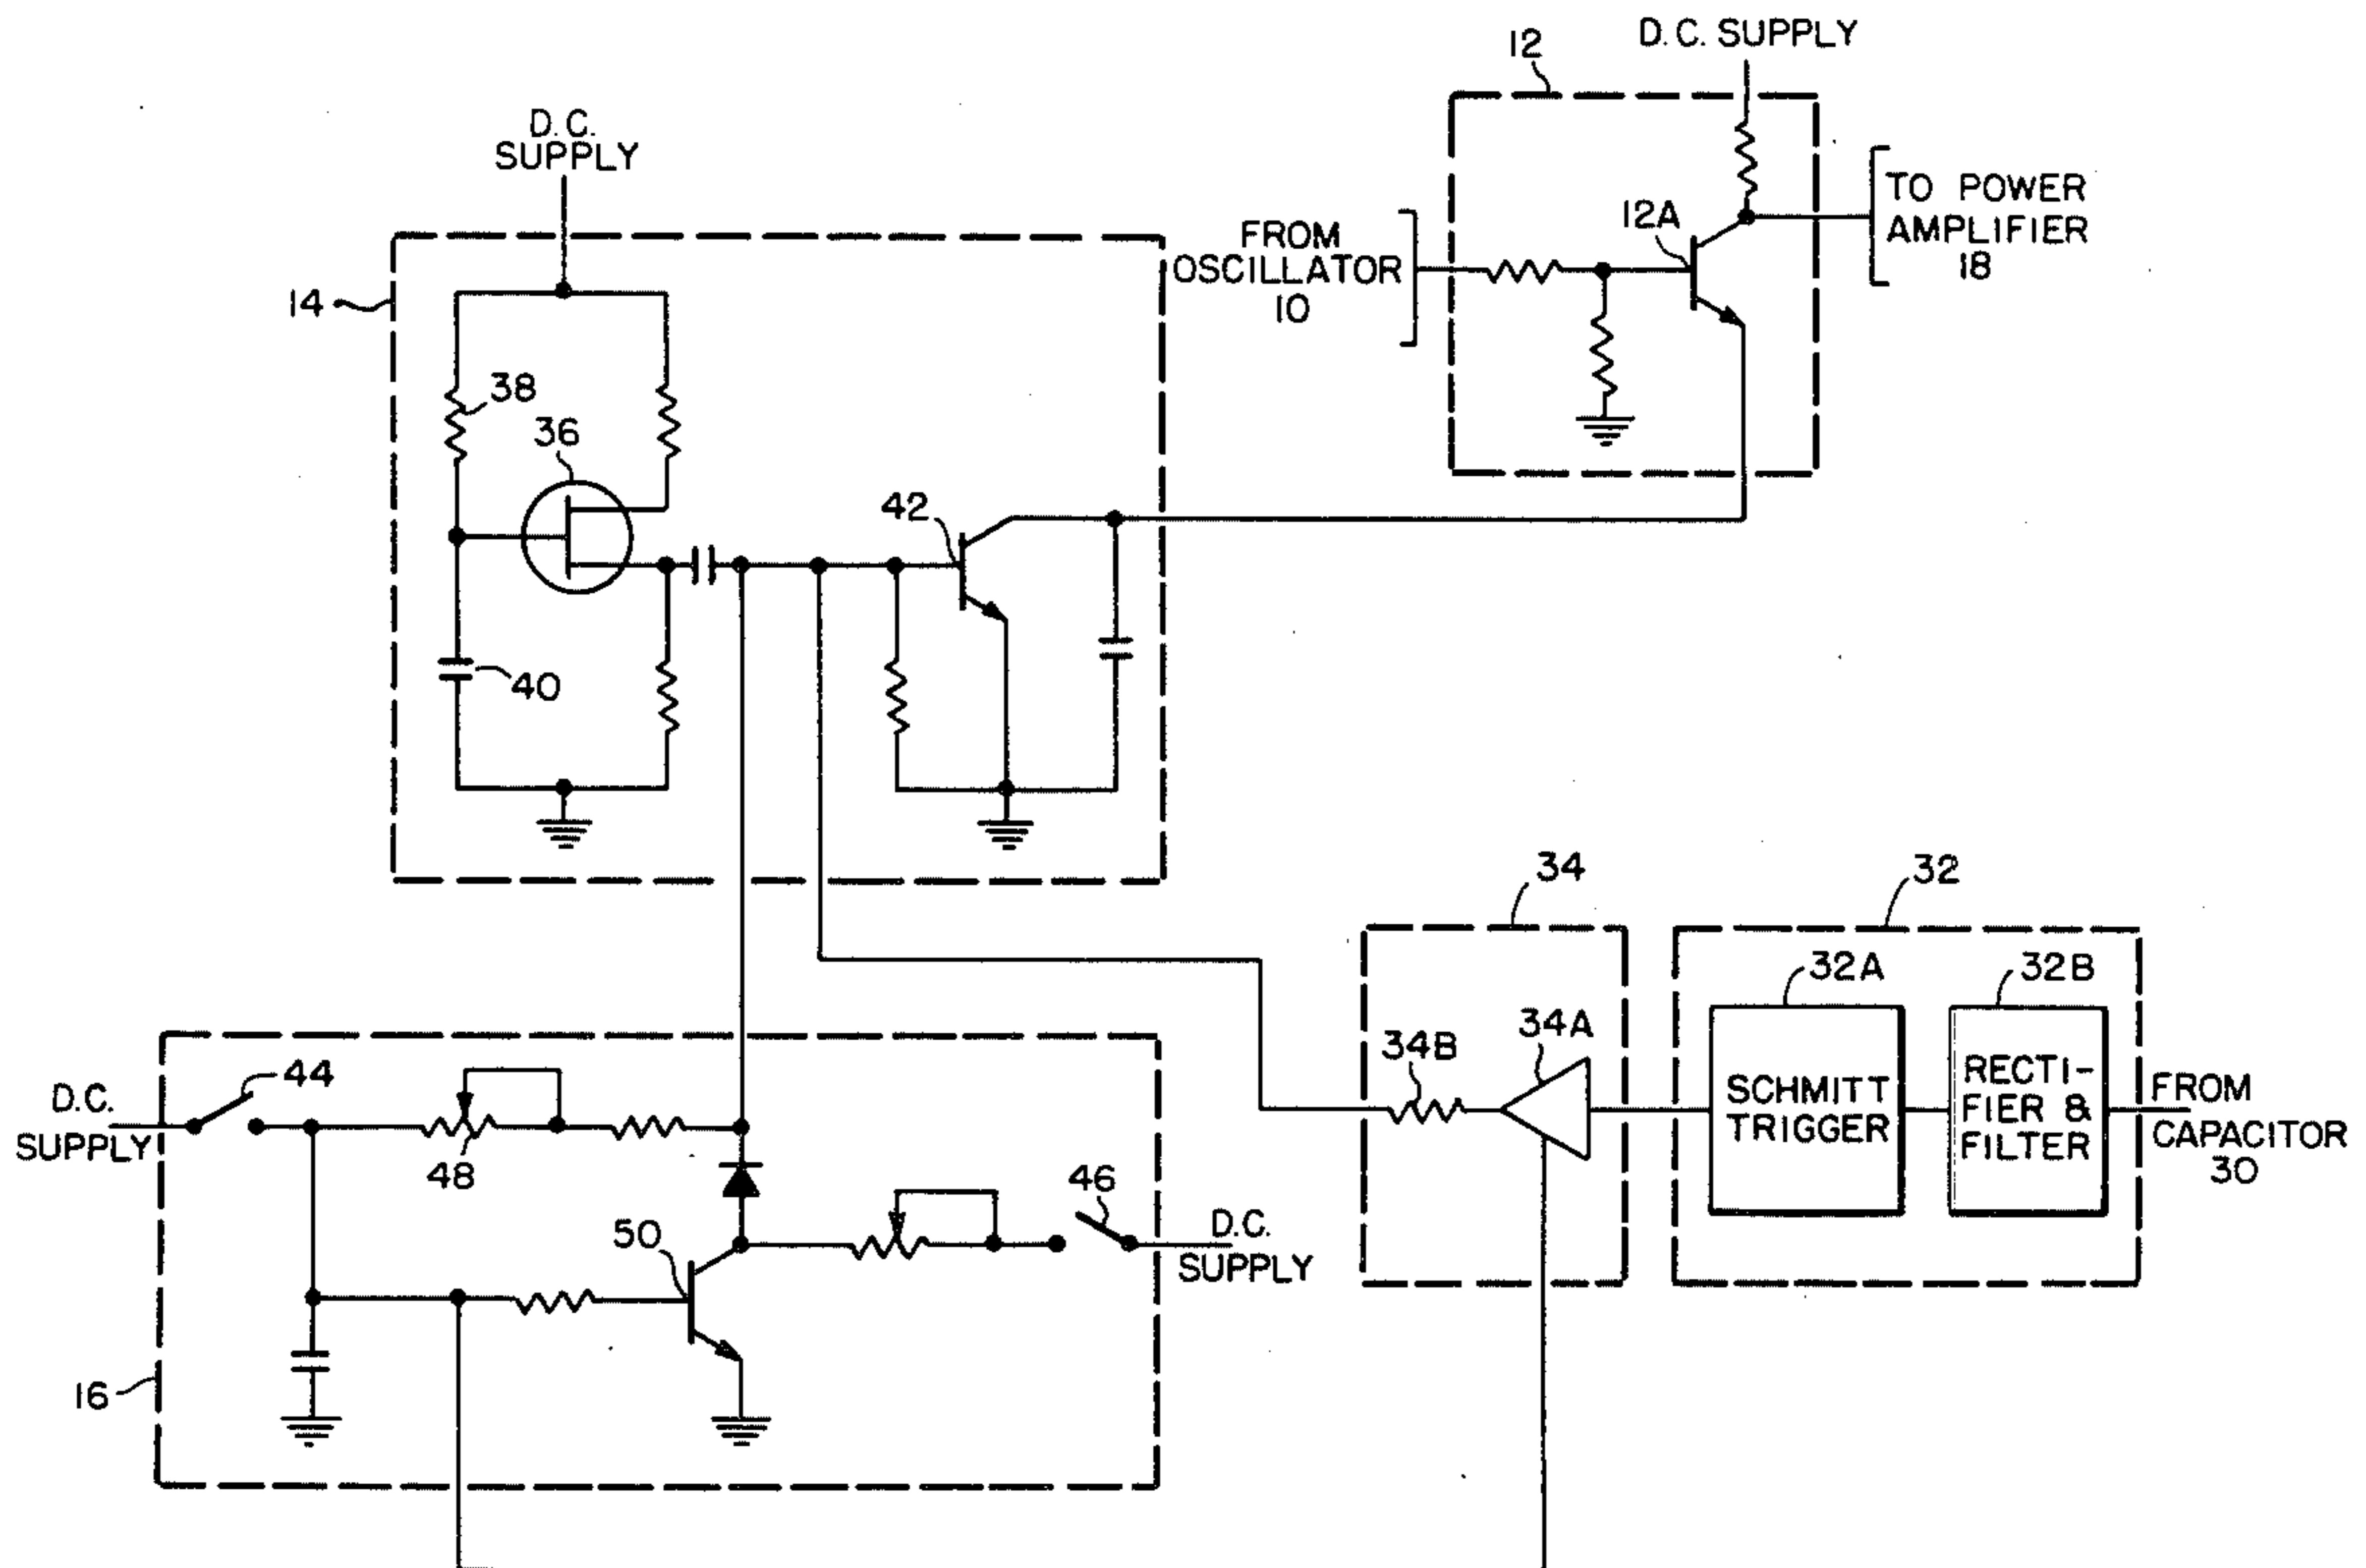 D.C. SUPPLY
12
D.C.
SUPPLY
12A
TO POWER
AMPLIFIER
18
FROM
OSCILLATOR
10
14
38
36
42
40
34
32
32A
32B
34A
34B
SCHMITT
TRIGGER
RECTI-
FIER &
FILTER
FROM
CAPACITOR
30
44
D.C.
SUPPLY
48
46
D.C.
SUPPLY
50
16